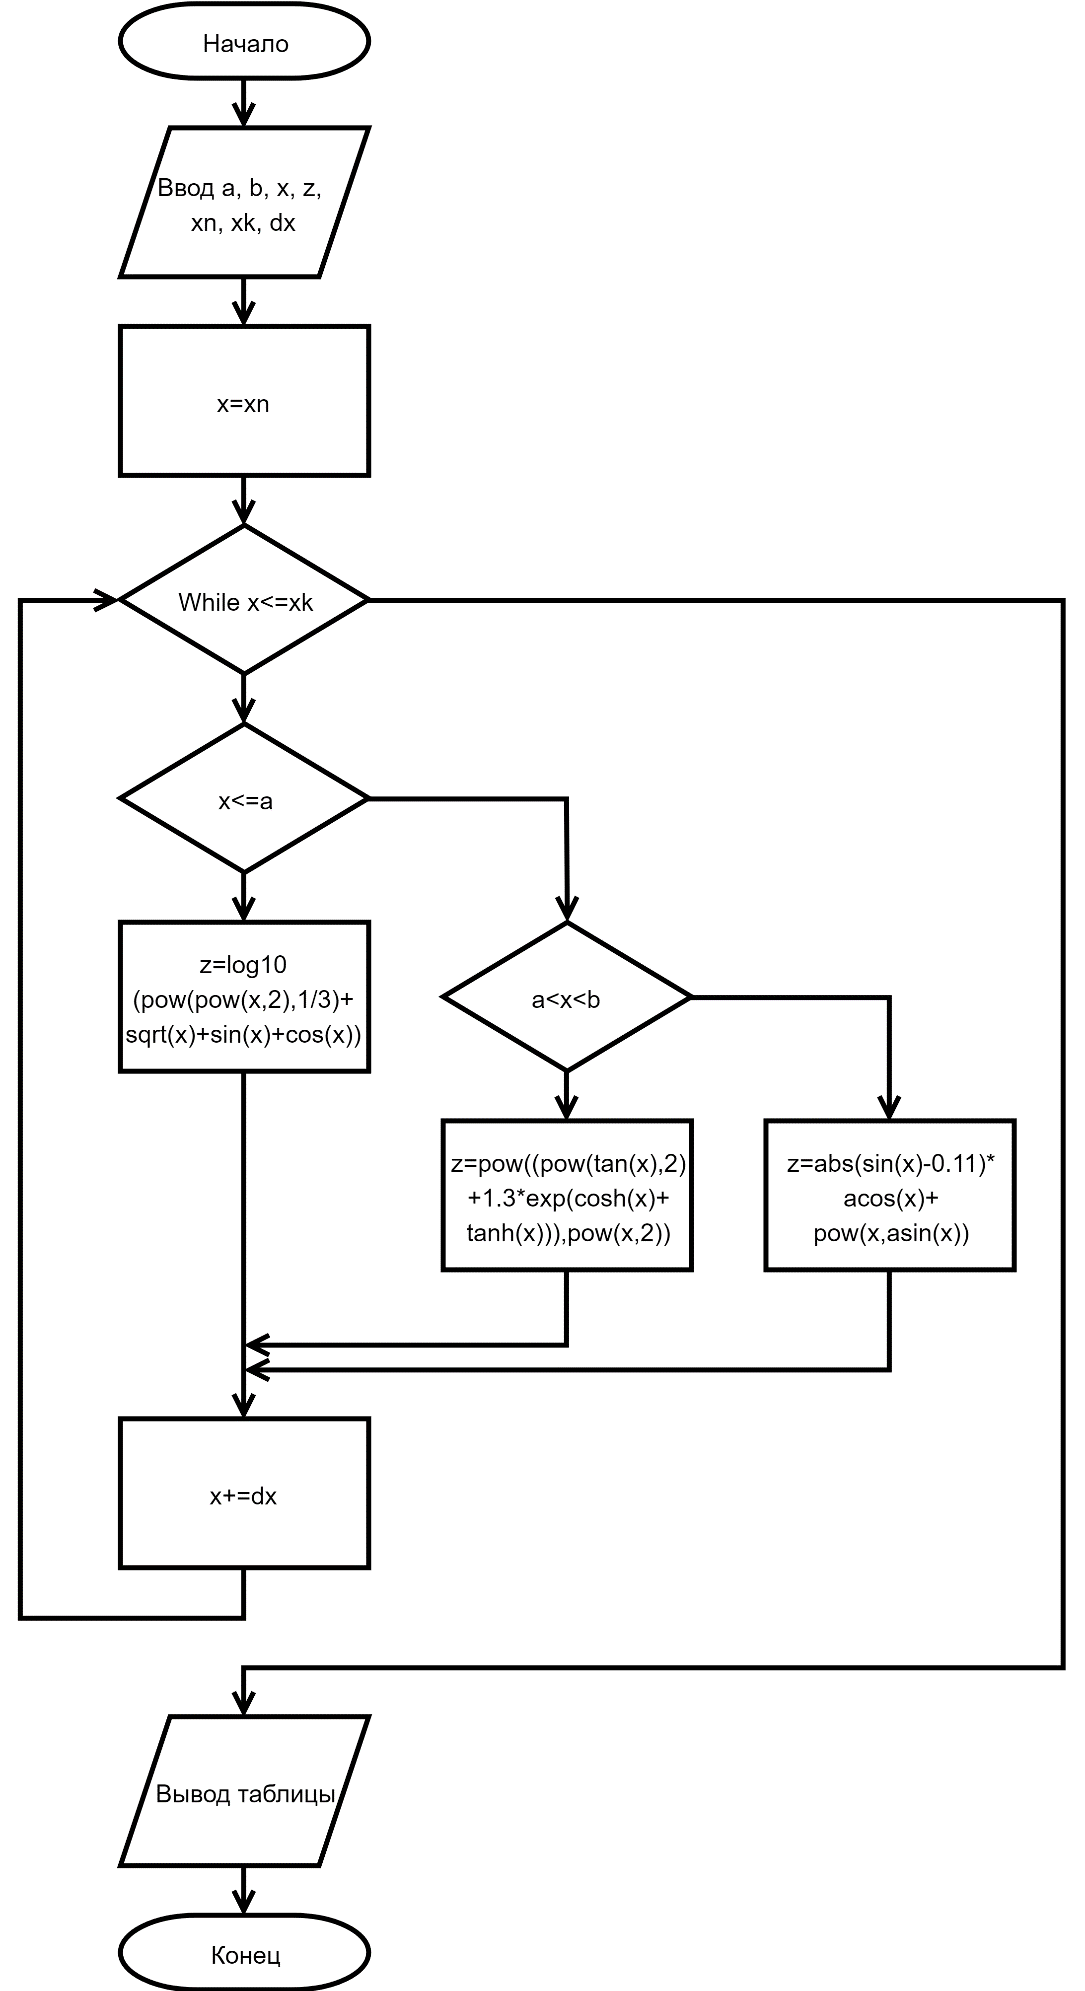 Начало
Ввод a, b, x, z,
xn, xk, dx
x=xn
While x<=xk
x<=a
z=log10
(pow(pow(x,2),1/3)+
sqrt(x)+sin(x)+cos(x))
a<x<b
z=pow((pow(tan(x),2)
+1.3*exp(cosh(x)+
tanh(x))),pow(x,2))
z=abs(sin(x)-0.11)*
acos(x)+
pow(x,asin(x))
x+=dx
Вывод таблицы
Конец